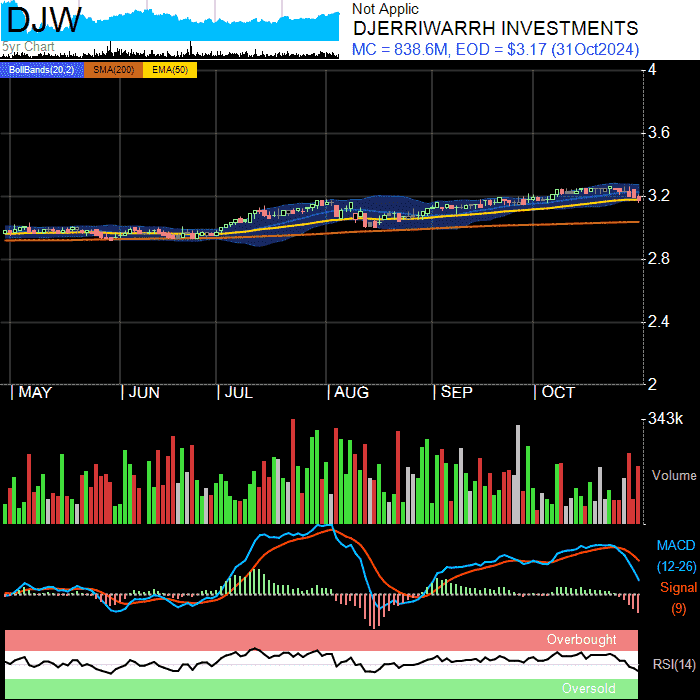 DJW
5yr Chart
Not Applic
DJERRIWARRH INVESTMENTS
MC = 838.6M, EOD = $3.17 (31Oct2024)
BollBands(20,2) SMA(200) EMA(50)
4
3.6
3.2
2.8
2.4
2
MAY JUN JUL AUG SEP OCT
343k
Volume
MACD
(12-26)
Signal
(9)
Overbought
RSI(14)
Oversold